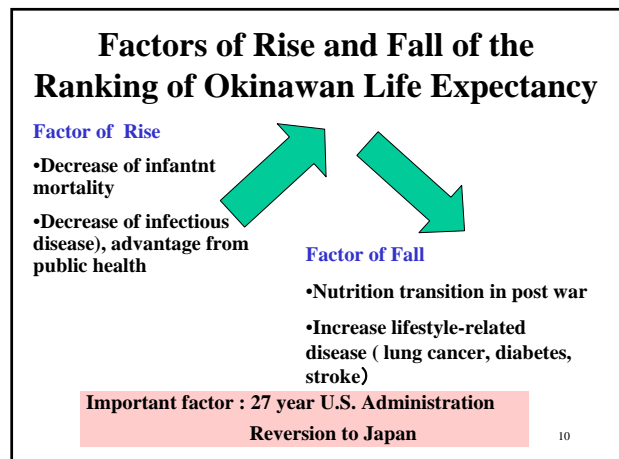 Factors of Rise and Fall of the
Ranking of Okinawan Life Expectancy
Factor of Rise
•Decrease of infantnt
mortality
•Decrease of infectious
disease), advantage from
public health
Factor of Fall
•Nutrition transition in post war
•Increase lifestyle-related
disease ( lung cancer, diabetes,
stroke）
Important factor : 27 year U.S. Administration
Reversion to Japan
10